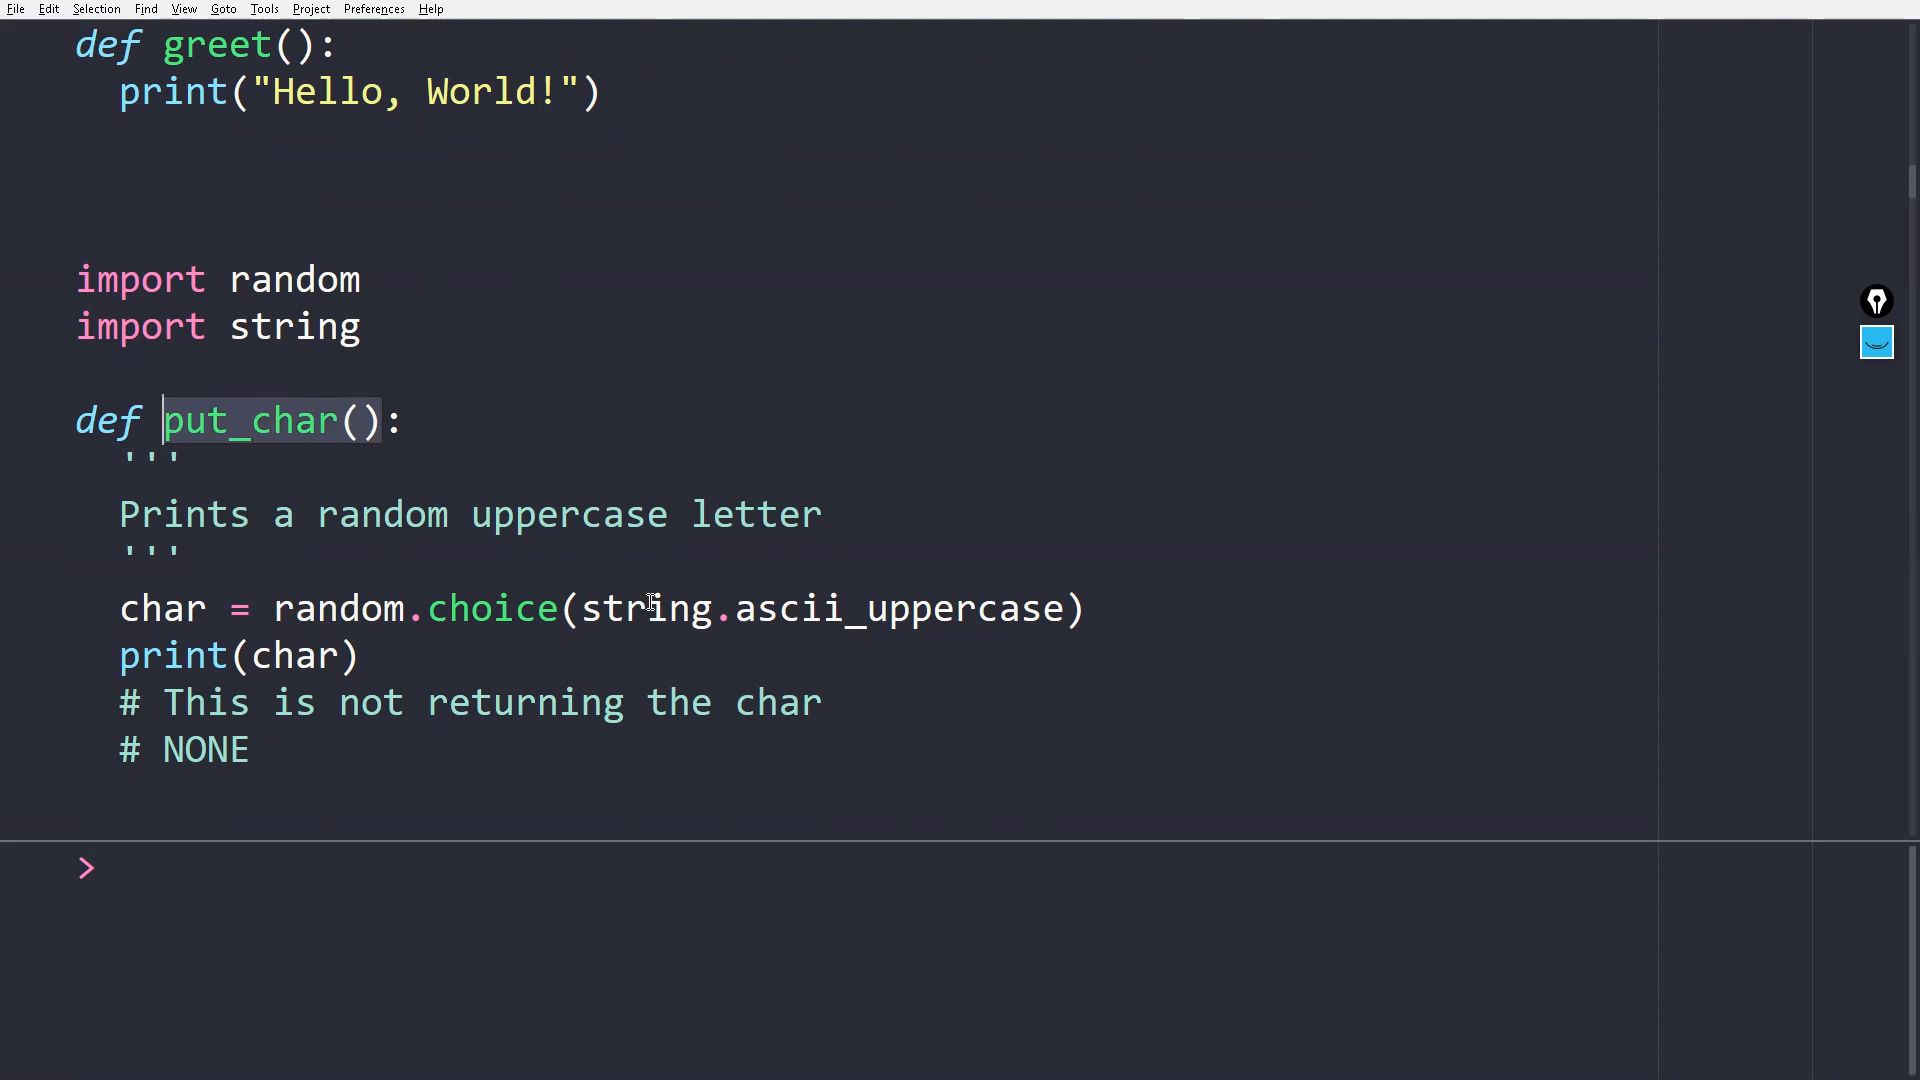 File Edit Selection Find View Goto Tools Project Preferences Help
def greet():
  print("Hello, World!")
import random
import string
def put_char():
  '''
  Prints a random uppercase letter
  '''
  char = random.choice(string.ascii_uppercase)
  print(char)
  # This is not returning the char
  # NONE
>